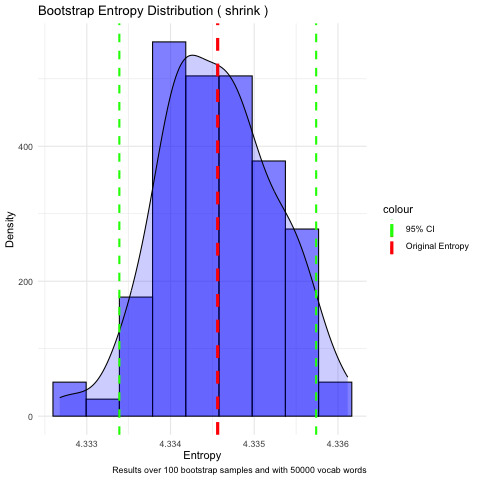 Bootstrap Entropy Distribution ( shrink )
Density
400
200
0
4.333 4.334 4.335 4.336
Entropy
Results over 100 bootstrap samples and with 50000 vocab words
colour
95% CI
Original Entropy